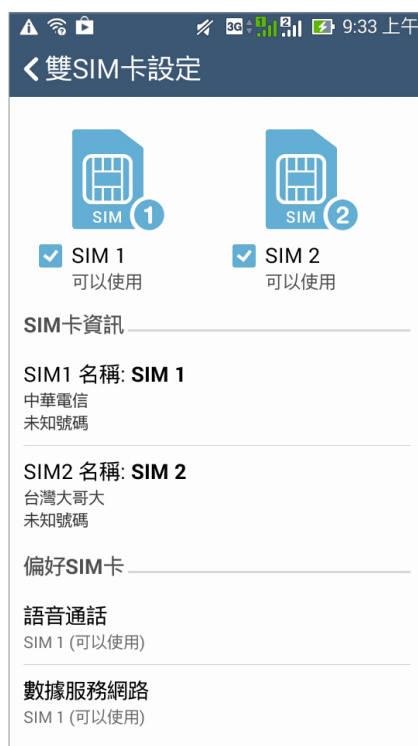 3G 1 2 9:33 上午
雙SIM卡設定
SIM 1 SIM 2
SIM 1 SIM 2
可以使用 可以使用
SIM卡資訊
SIM1 名稱: SIM 1
中華電信
未知號碼
SIM2 名稱: SIM 2
台灣大哥大
未知號碼
偏好SIM卡
語音通話
SIM 1 (可以使用)
數據服務網路
SIM 1 (可以使用)